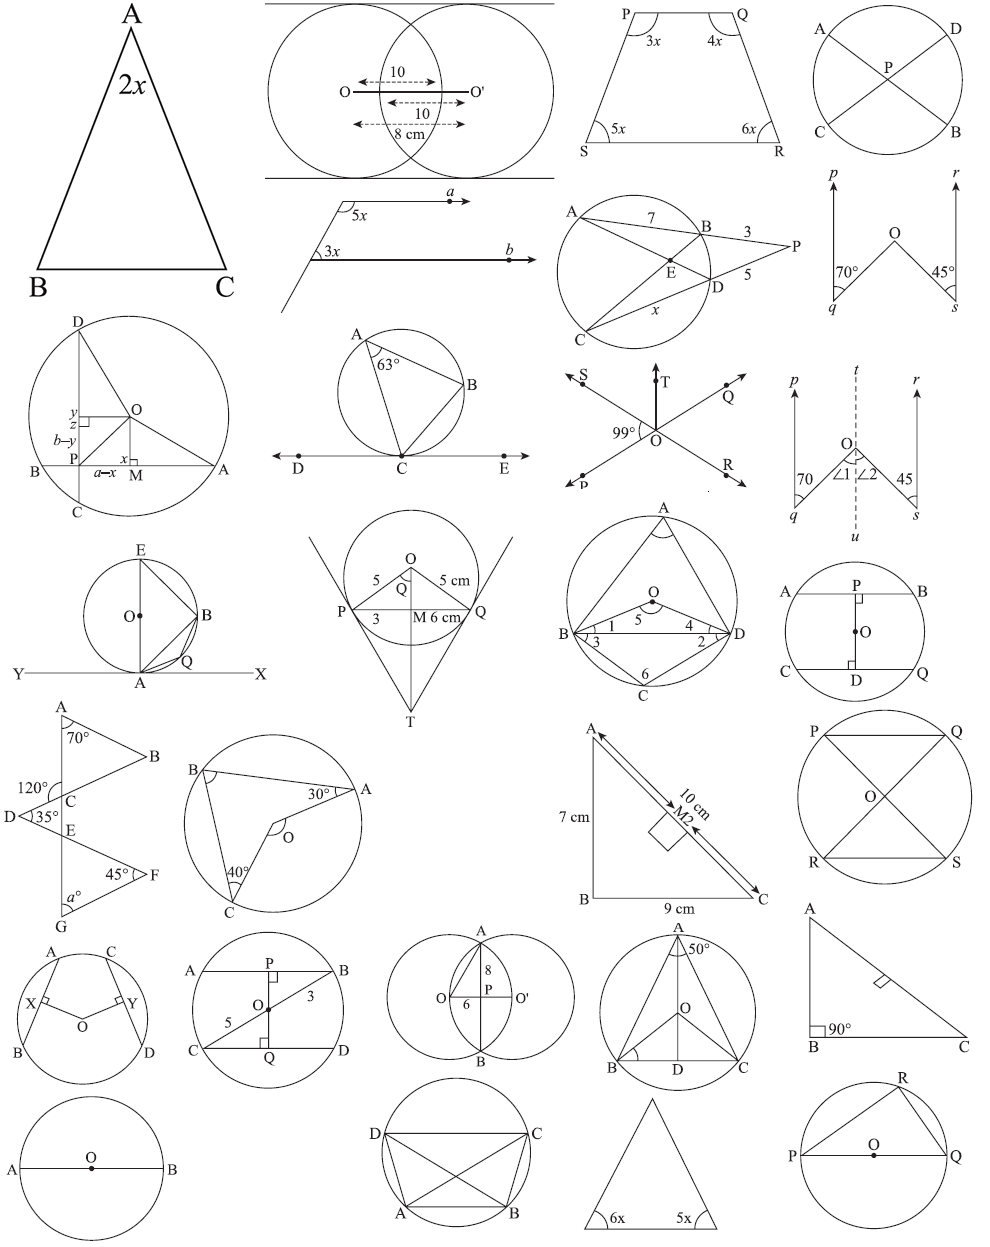 A
2x
B C
10
O O'
10
8 cm
P Q
3x 4x
5x 6x
S R
A D
P
C B
a
5x
3x b
A 7 B 3 P
E
D 5
x
C
p r
O
70° 45°
q s
D
y O
z
b–y
B P x A
a–x M
C
A
63°
B
D C E
S T Q
99°
O
P R
t
p r
O
70 ∠1 ∠2 45
q s
u
E
O B
Q
Y A X
O
5 Q 5 cm
P 3 M 6 cm Q
T
A
O
B 1 5 4 D
3 2
6
C
A P B
O
C D Q
A
70°
B
120°
C
D 35°
E
45° F
a°
G
B
30° A
O
40°
C
A
10 cm
7 cm M2
B C
9 cm
P Q
O
R S
A C
X Y
O
B D
A P B
O 3
5
C Q D
A
8
O P O'
6
B
A
50°
O
B D C
A
90°
B C
A O B
D C
A B
6x 5x
R
P O Q